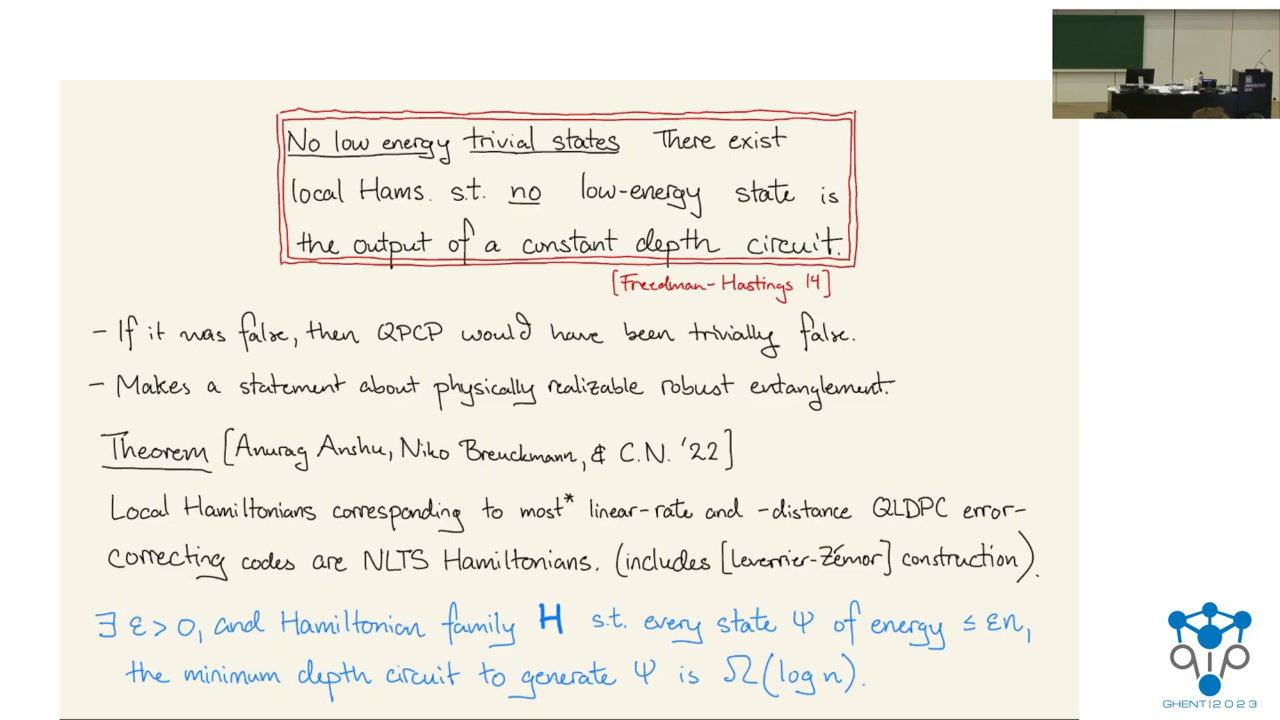 No low energy trivial states There exist
local Hams. s.t. no low-energy state is
the output of a constant depth circuit.
[Freedman-Hastings 14]
- If it was false, then QPCP would have been trivially false.
- Makes a statement about physically realizable robust entanglement.
Theorem [Anurag Anshu, Niko Breuckmann, & C.N. '22]
Local Hamiltonians corresponding to most* linear-rate and -distance QLDPC error-
correcting codes are NLTS Hamiltonians. (includes [Leverrier-Zémor] construction).
∃ ε > 0, and Hamiltonian family H s.t. every state Ψ of energy ≤ εn,
the minimum depth circuit to generate Ψ is Ω(log n).
qip
GHENT|2023